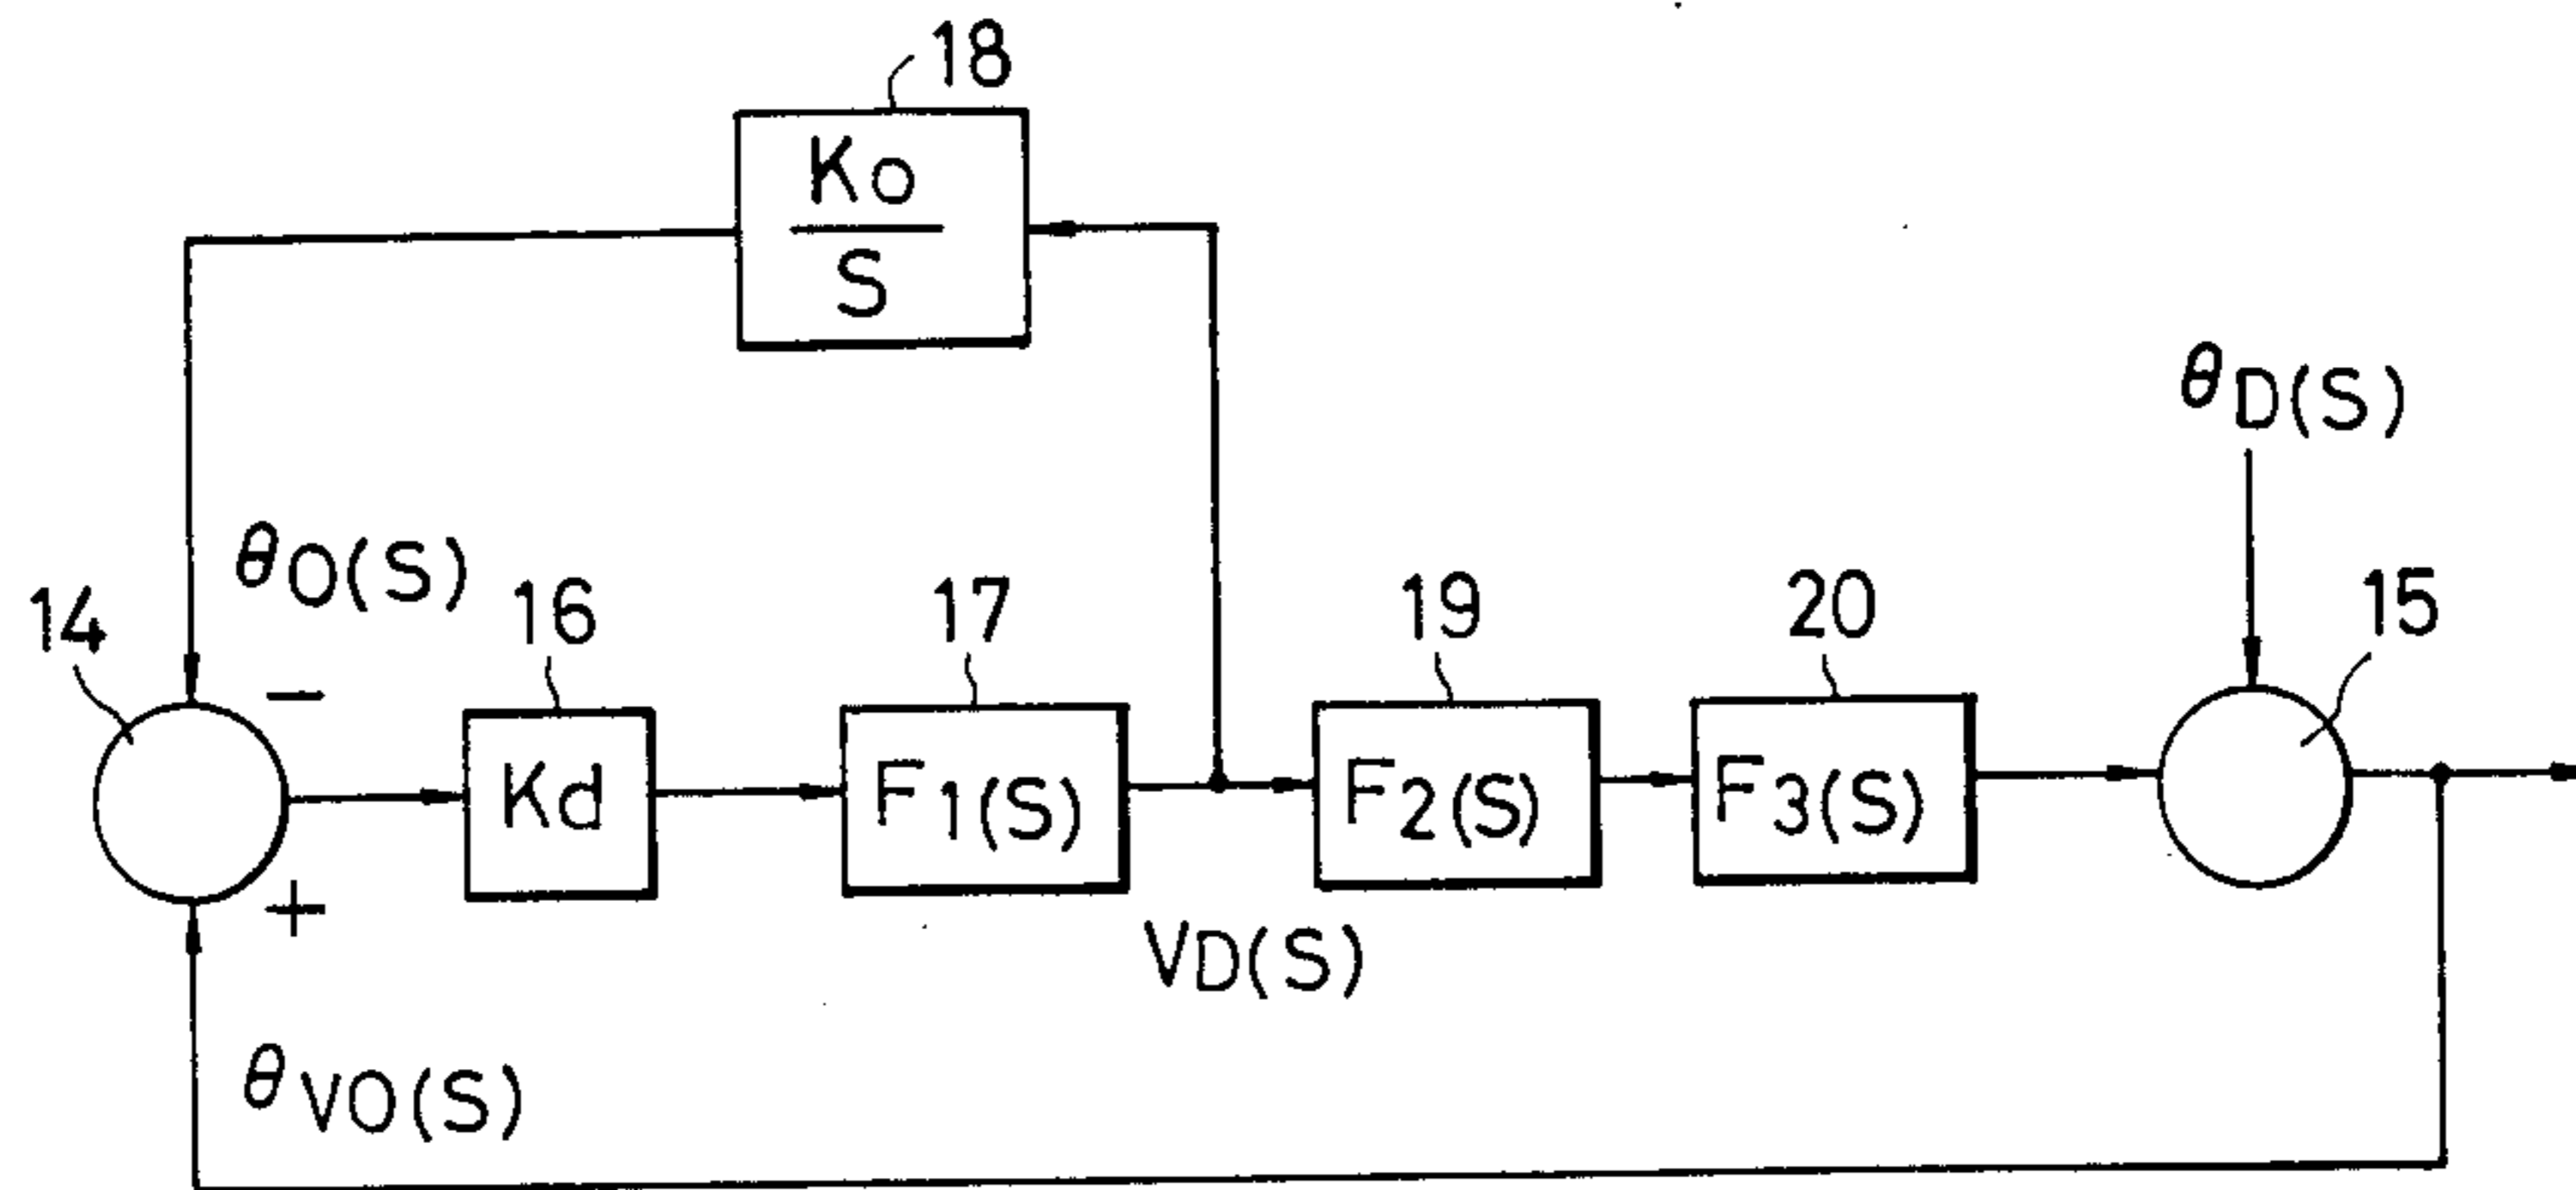 18
Ko
S
θD(S)
θO(S)
14
16
17
19
20
15
−
Kd
F1(S)
F2(S)
F3(S)
+
VD(S)
θVO(S)